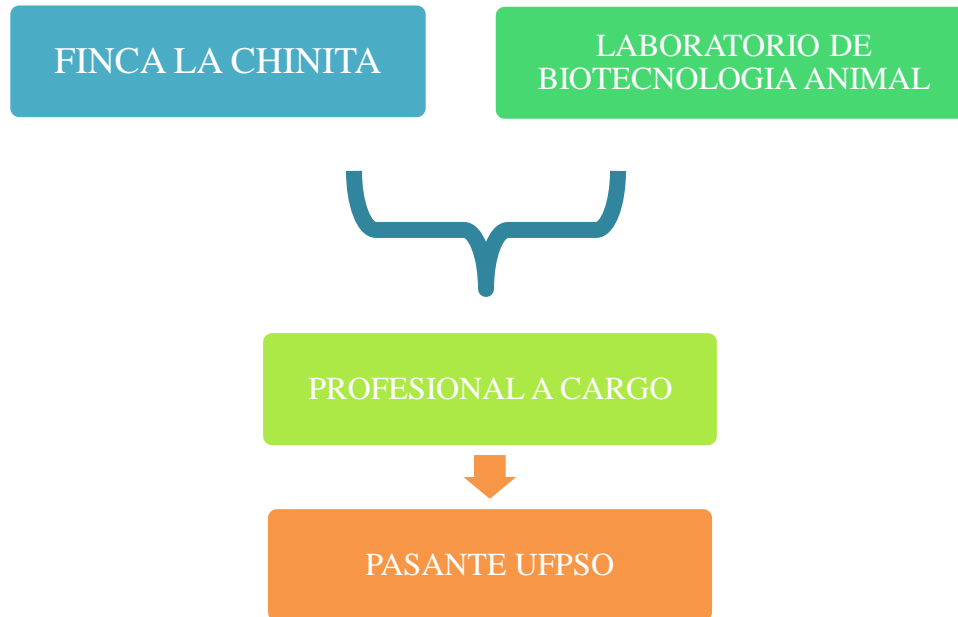 FINCA LA CHINITA
LABORATORIO DE
BIOTECNOLOGIA ANIMAL
PROFESIONAL A CARGO
PASANTE UFPSO